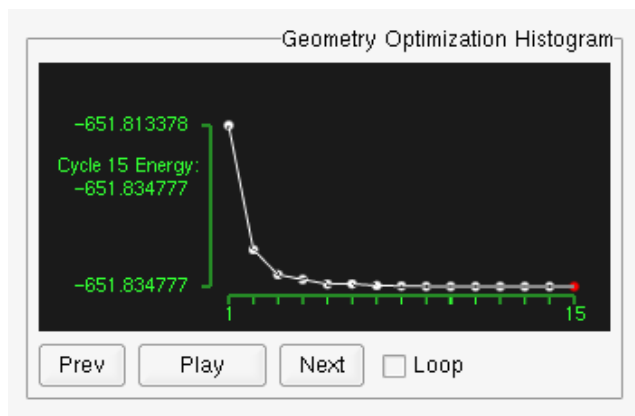 Geometry Optimization Histogram
-651.813378
Cycle 15 Energy:
-651.834777
-651.834777
1 15
Prev Play Next Loop